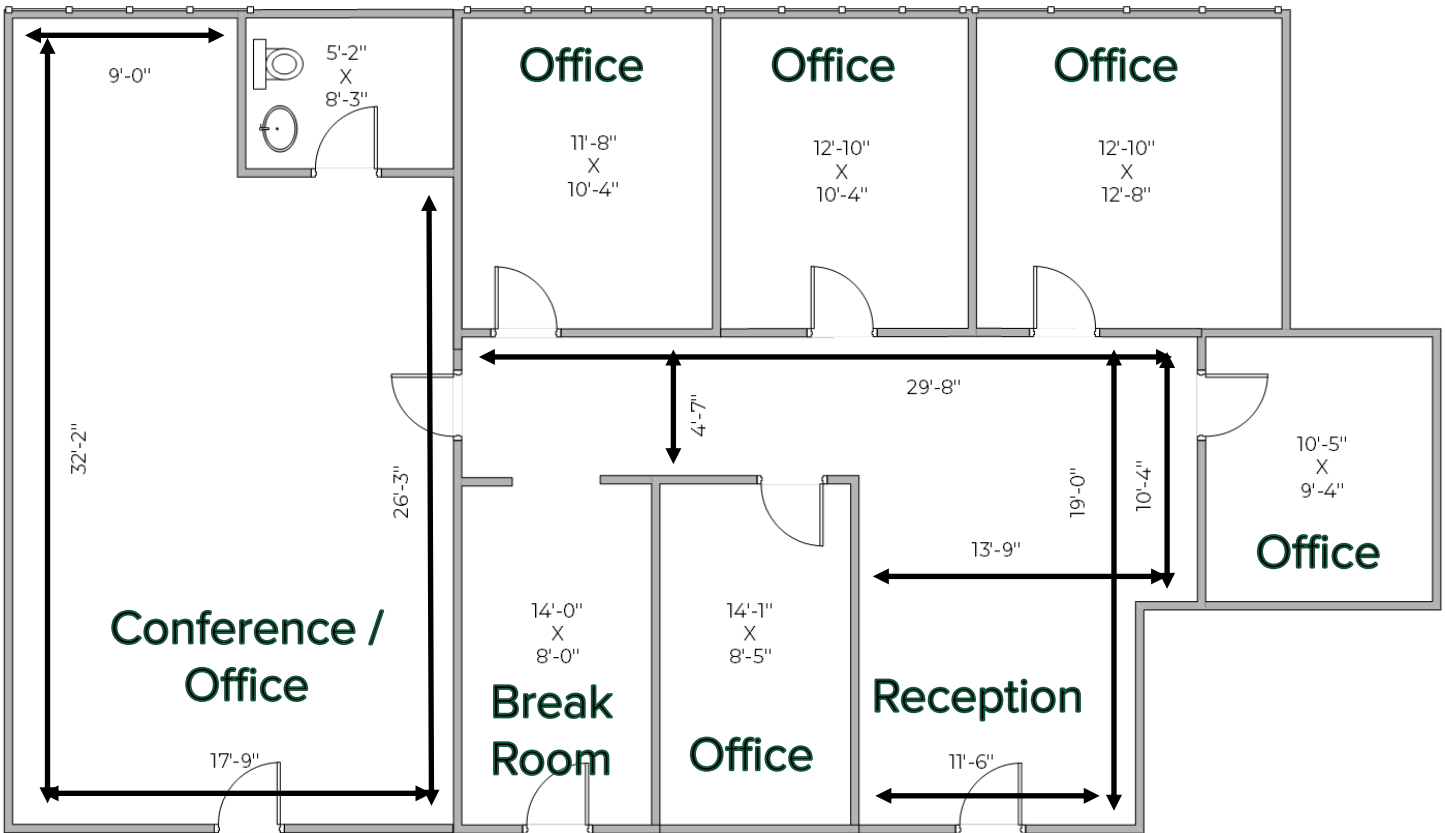 9'-0"
5'-2"
X
8'-3"
Office
11'-8"
X
10'-4"
Office
12'-10"
X
10'-4"
Office
12'-10"
X
12'-8"
29'-8"
4'-7"
32'-2"
26'-3"
19'-0"
10'-4"
10'-5"
X
9'-4"
Office
13'-9"
Conference /
Office
17'-9"
14'-0"
X
8'-0"
Break
Room
14'-1"
X
8'-5"
Office
Reception
11'-6"